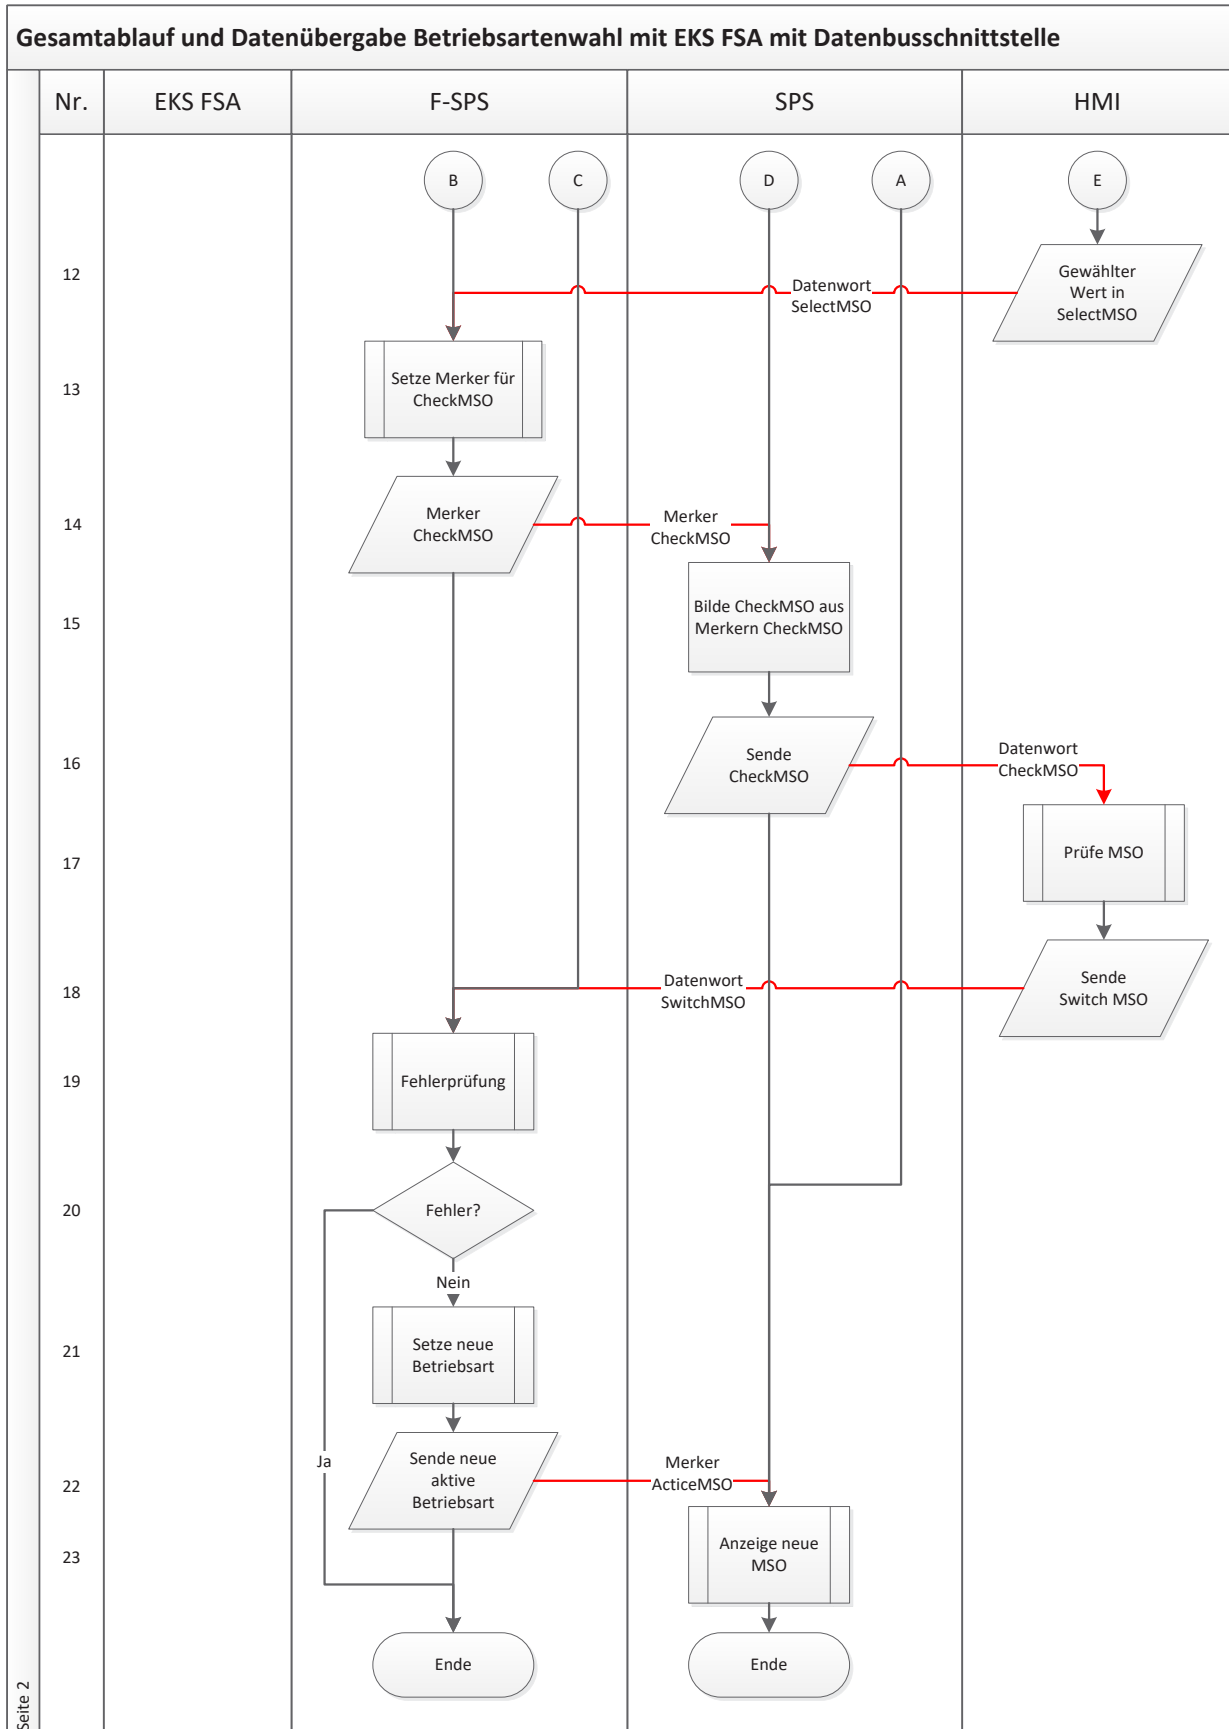 Gesamtablauf und Datenübergabe Betriebsartenwahl mit EKS FSA mit Datenbusschnittstelle
Nr.
EKS FSA
F-SPS
SPS
HMI
B
C
D
A
E
12
Gewählter
Wert in
SelectMSO
Datenwort
SelectMSO
13
Setze Merker für
CheckMSO
14
Merker
CheckMSO
Merker
CheckMSO
15
Bilde CheckMSO aus
Merkern CheckMSO
16
Sende
CheckMSO
Datenwort
CheckMSO
17
Prüfe MSO
18
Datenwort
SwitchMSO
Sende
Switch MSO
19
Fehlerprüfung
20
Fehler?
Nein
21
Setze neue
Betriebsart
Ja
22
Sende neue
aktive
Betriebsart
Merker
ActiceMSO
23
Anzeige neue
MSO
Ende
Ende
Seite 2